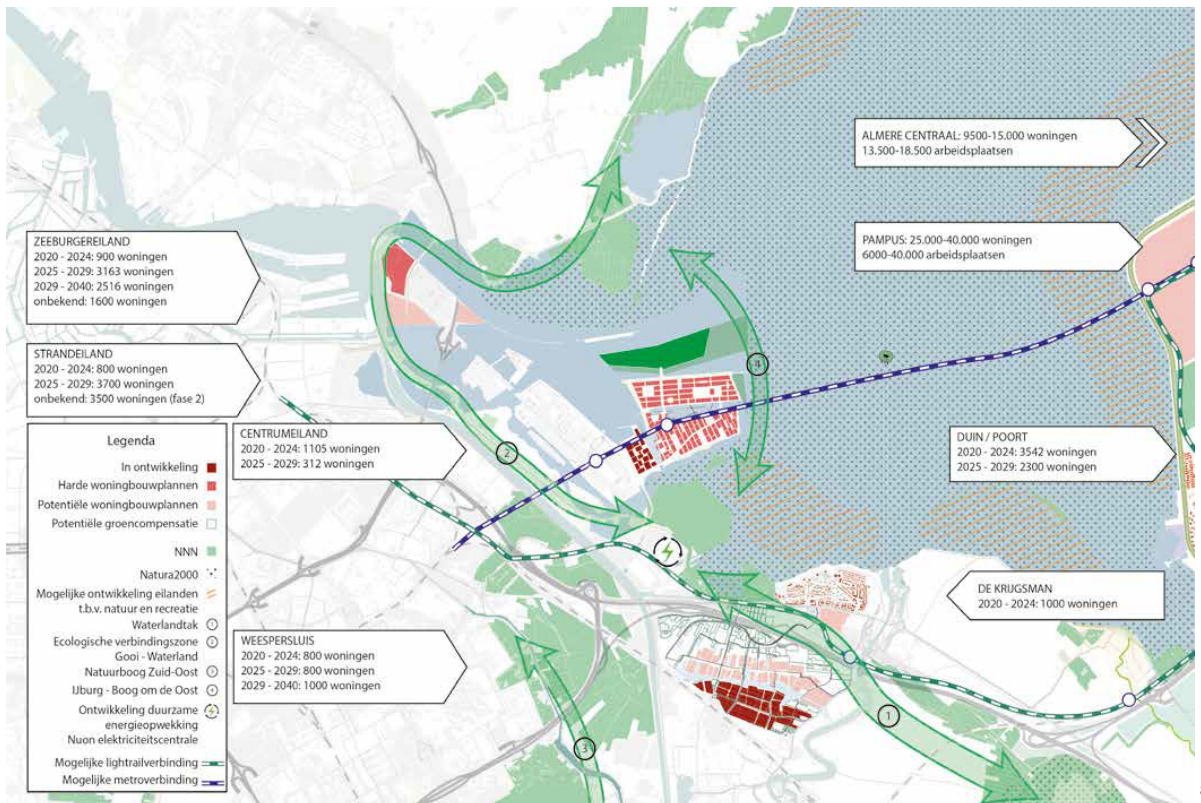 ALMERE CENTRAAL: 9500-15.000 woningen
13.500-18.500 arbeidsplaatsen
PAMPUS: 25.000-40.000 woningen
6000-40.000 arbeidsplaatsen
ZEEBURGEREILAND
2020 - 2024: 900 woningen
2025 - 2029: 3163 woningen
2029 - 2040: 2516 woningen
onbekend: 1600 woningen
STRANDEILAND
2020 - 2024: 800 woningen
2025 - 2029: 3700 woningen
onbekend: 3500 woningen (fase 2)
CENTRUMEILAND
2020 - 2024: 1105 woningen
2025 - 2029: 312 woningen
DUIN / POORT
2020 - 2024: 3542 woningen
2025 - 2029: 2300 woningen
DE KRIJGSMAN
2020 - 2024: 1000 woningen
WEESPERSLUIS
2020 - 2024: 800 woningen
2025 - 2029: 800 woningen
2029 - 2040: 1000 woningen
Legenda
In ontwikkeling
Harde woningbouwplannen
Potentiële woningbouwplannen
Potentiële groencompensatie
NNN
Natura2000
Mogelijke ontwikkeling eilanden
t.b.v. natuur en recreatie
Waterlandtak 1
Ecologische verbindingszone 2
Gooi - Waterland
Natuurboog Zuid-Oost 3
IJburg - Boog om de Oost 4
Ontwikkeling duurzame
energieopwekking
Nuon elektriciteitscentrale
Mogelijke lightrailverbinding
Mogelijke metroverbinding
4
2
1
3